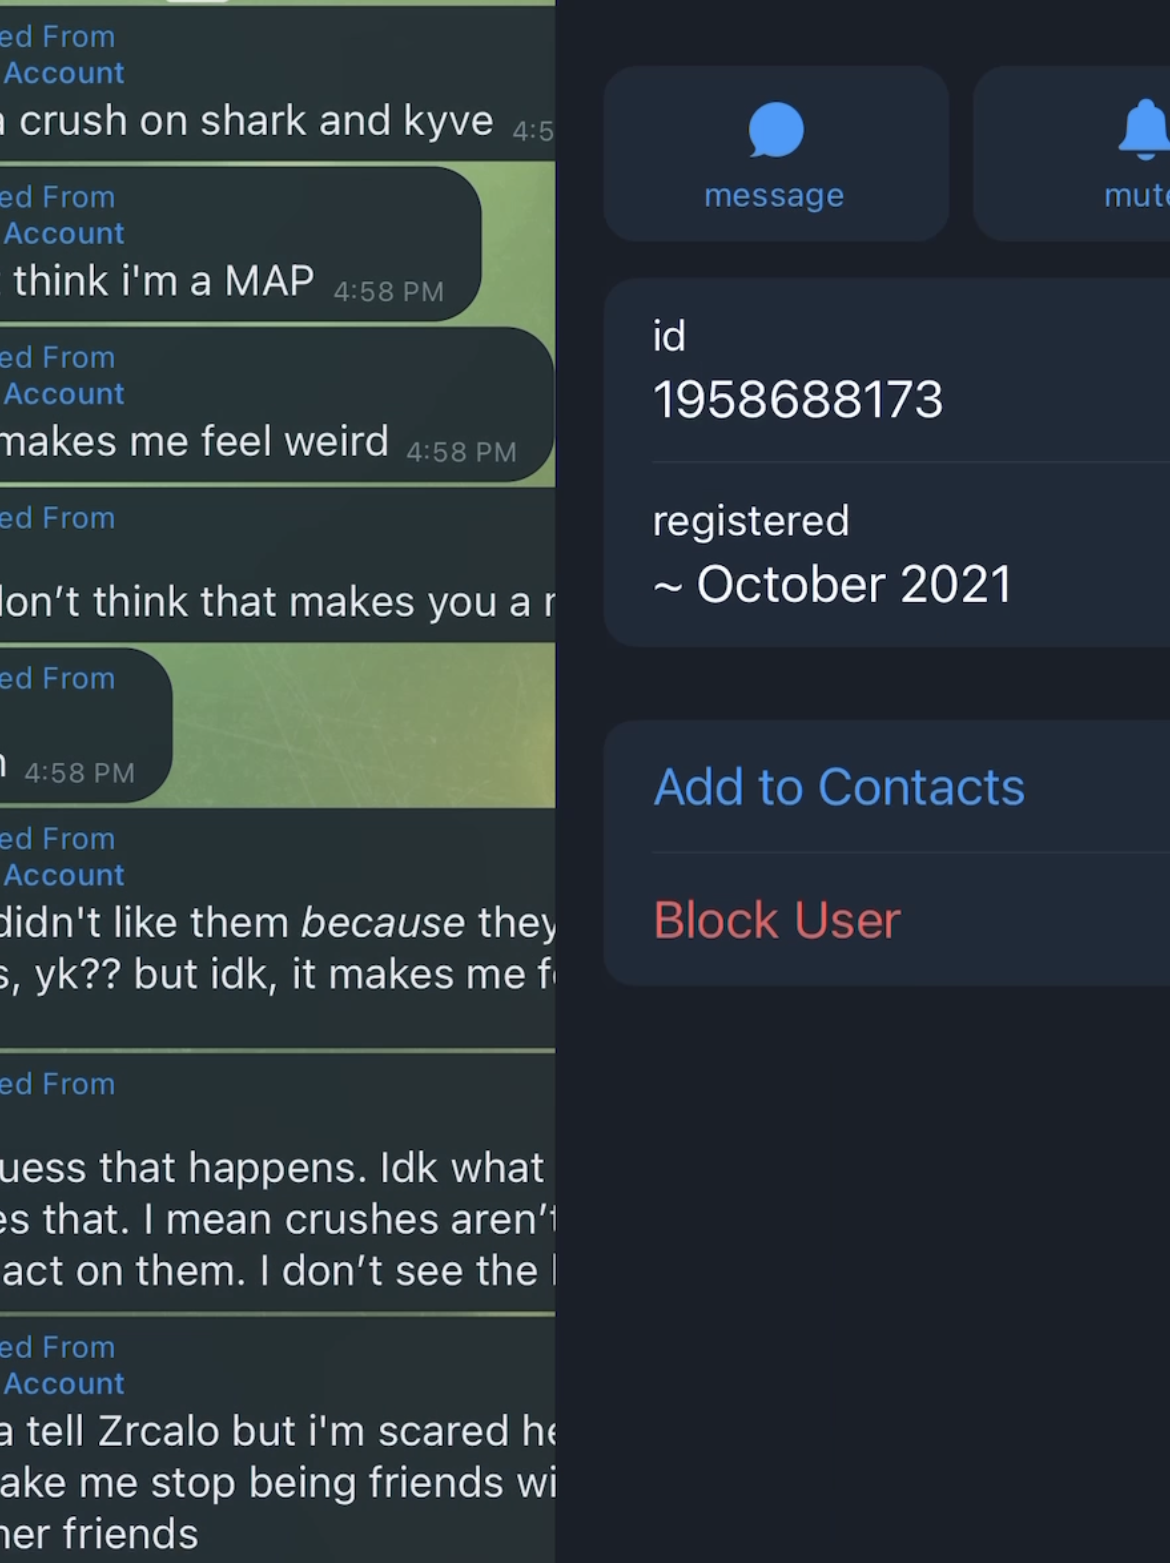 ed From
Account
a crush on shark and kyve 4:5
ed From
Account
think i'm a MAP 4:58 PM
ed From
Account
makes me feel weird 4:58 PM
ed From
on't think that makes you a
ed From
4:58 PM
ed From
Account
didn't like them because they
s, yk?? but idk, it makes me f
ed From
uess that happens. Idk what
es that. I mean crushes aren't
act on them. I don't see the
ed From
Account
a tell Zrcalo but i'm scared he
ake me stop being friends wi
her friends
message
mute
id
1958688173
registered
~ October 2021
Add to Contacts
Block User